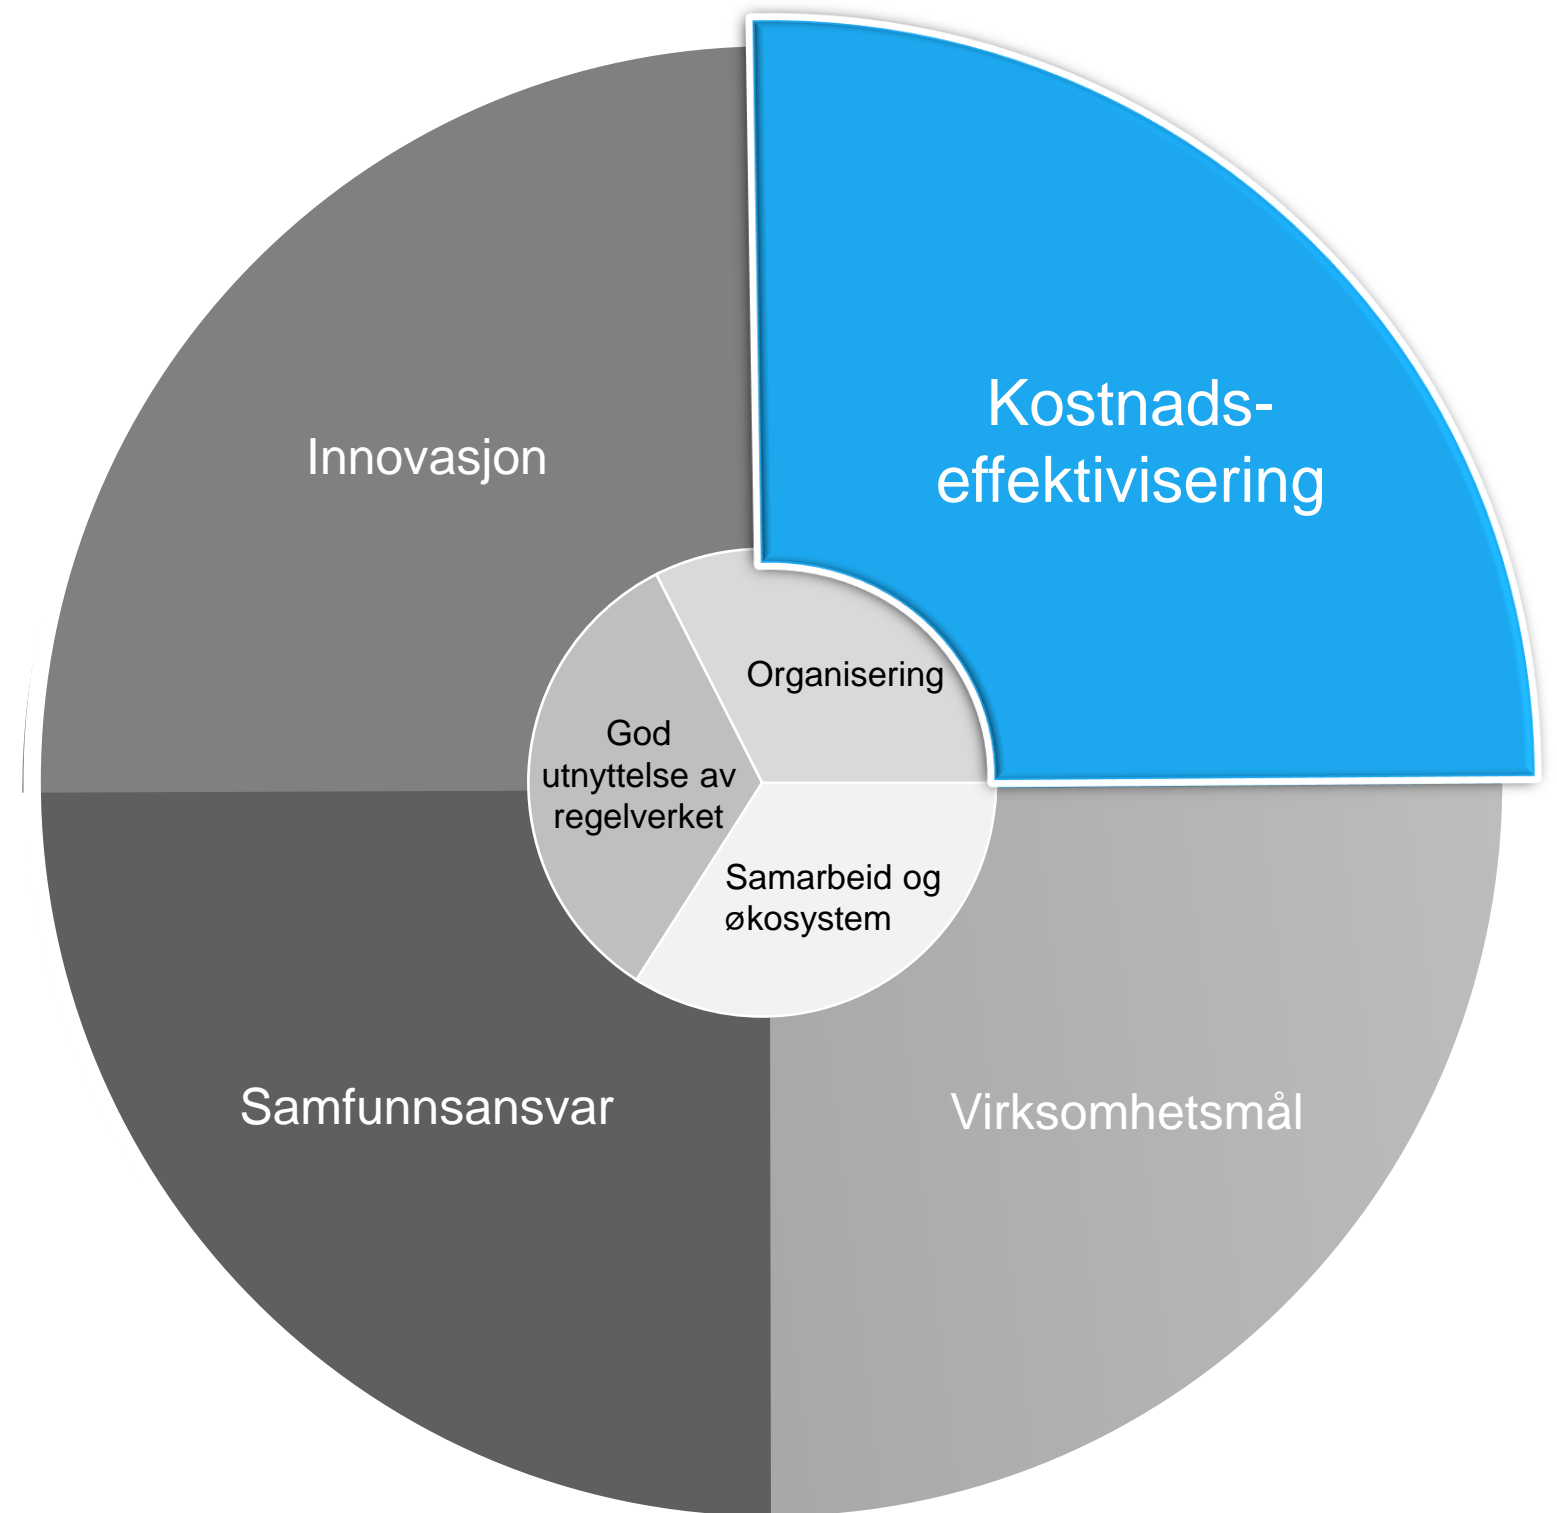 Kostnads-
effektivisering
Innovasjon
Organisering
God
utnyttelse av
regelverket
Samarbeid og
økosystem
Samfunnsansvar
Virksomhetsmål